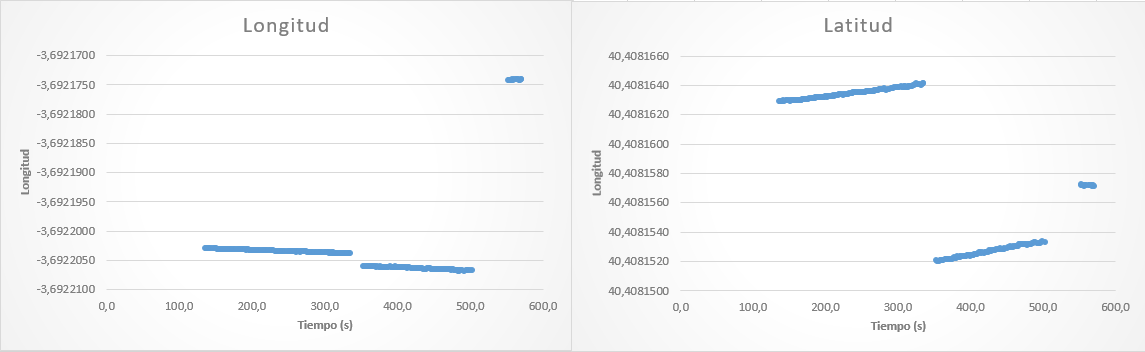 Longitud
-3,6921700
-3,6921750
-3,6921800
-3,6921850
-3,6921900
-3,6921950
-3,6922000
-3,6922050
-3,6922100
Longitud
0,0 100,0 200,0 300,0 400,0 500,0 600,0
Tiempo (s)
Latitud
40,4081660
40,4081640
40,4081620
40,4081600
40,4081580
40,4081560
40,4081540
40,4081520
40,4081500
Longitud
0,0 100,0 200,0 300,0 400,0 500,0 600,0
Tiempo (s)